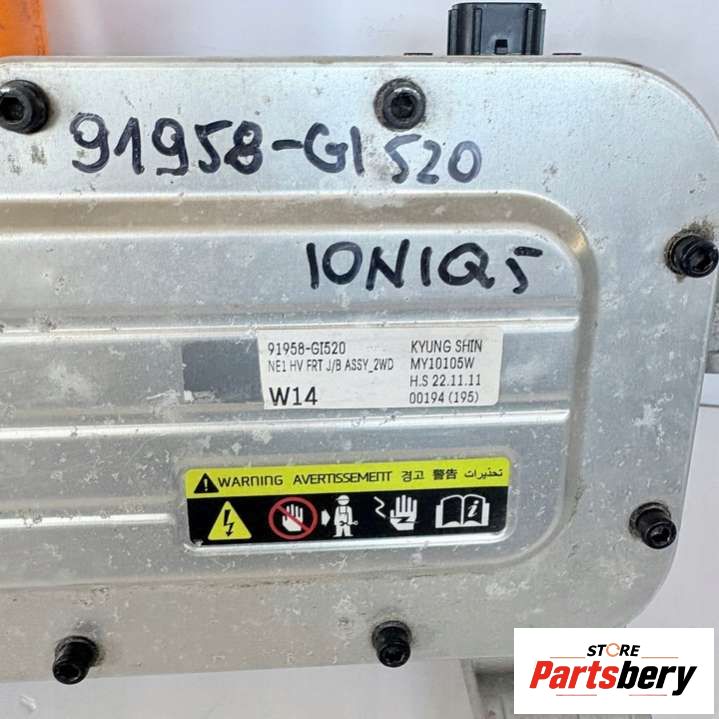 91958-GI520
IONIQ5
91958-GI520 KYUNG SHIN
NE1 HV FRT J/B ASSY_2WD MY10105W
H.S 22.11.11
W14 00194 (195)
WARNING AVERTISSEMENT 경고 警告 تحذيرات
STORE
Partsbery